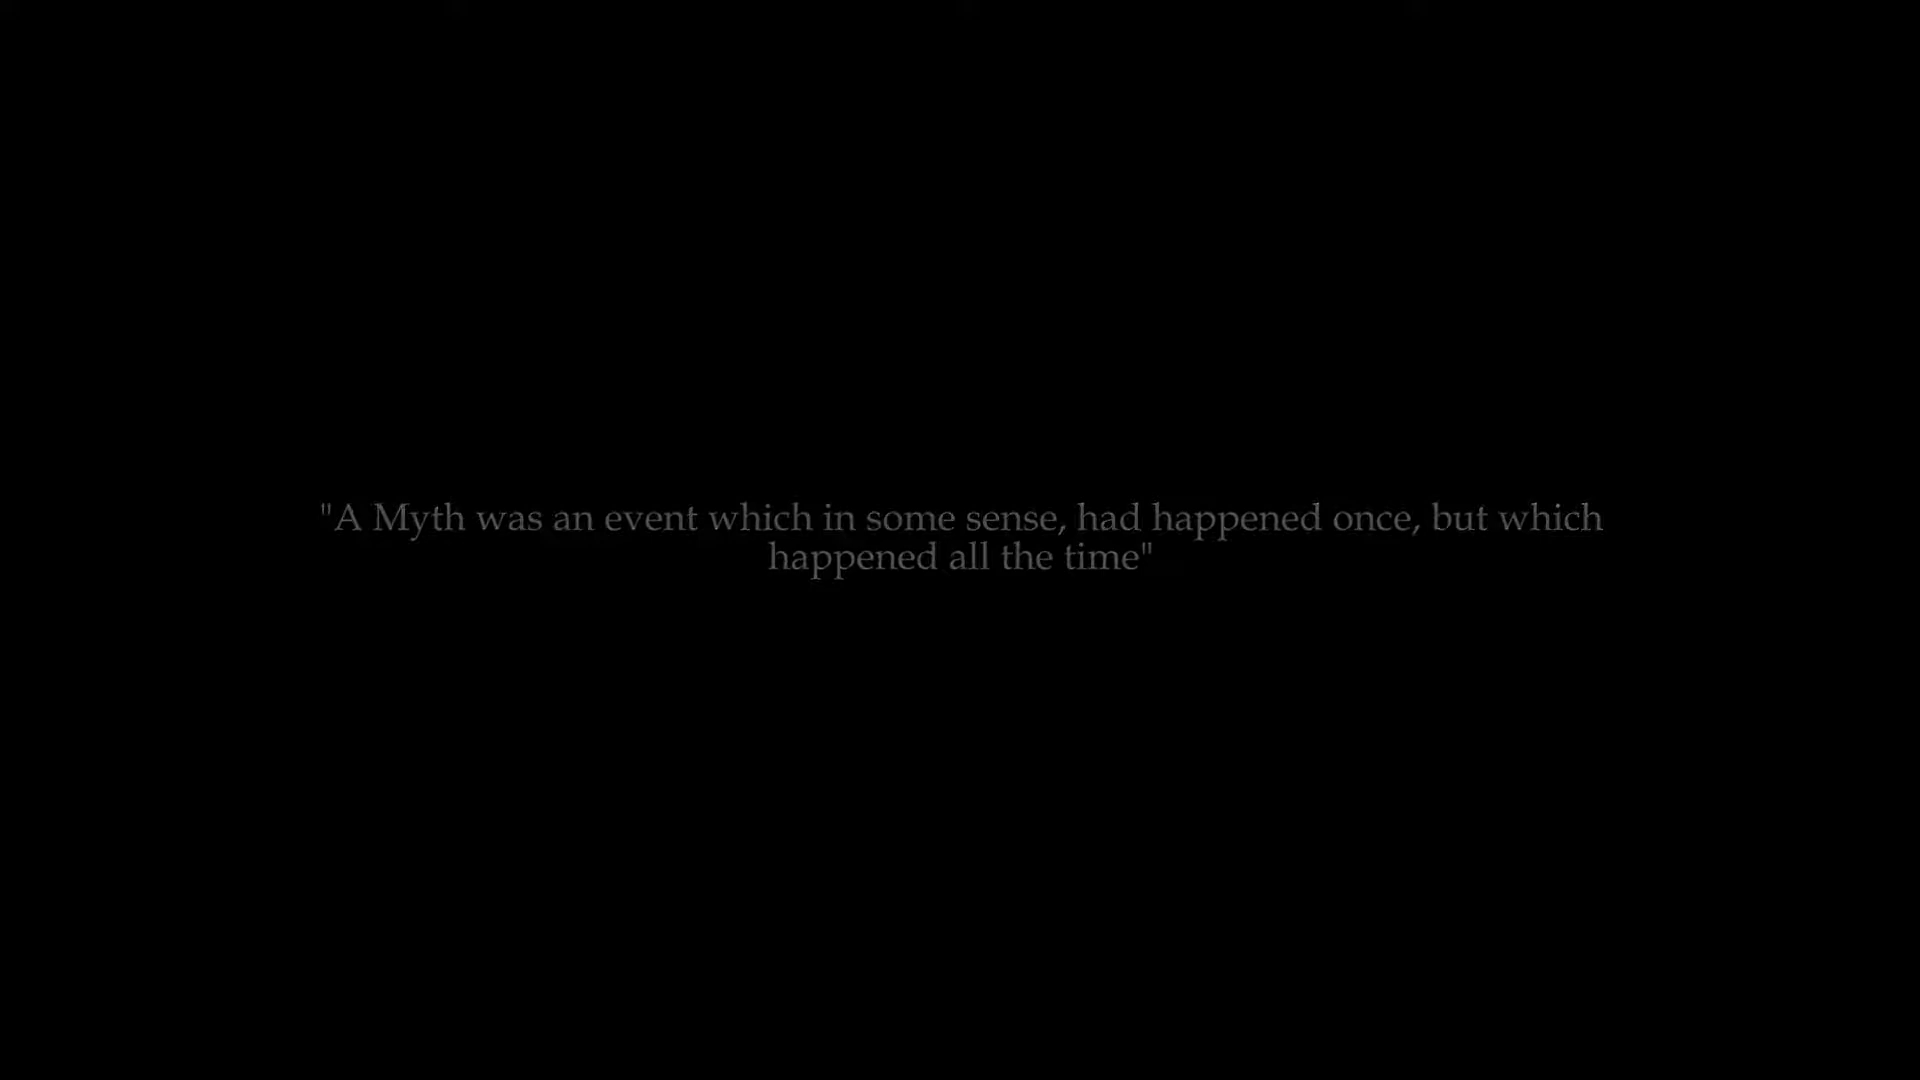 "A Myth was an event which in some sense, had happened once, but which
happened all the time"